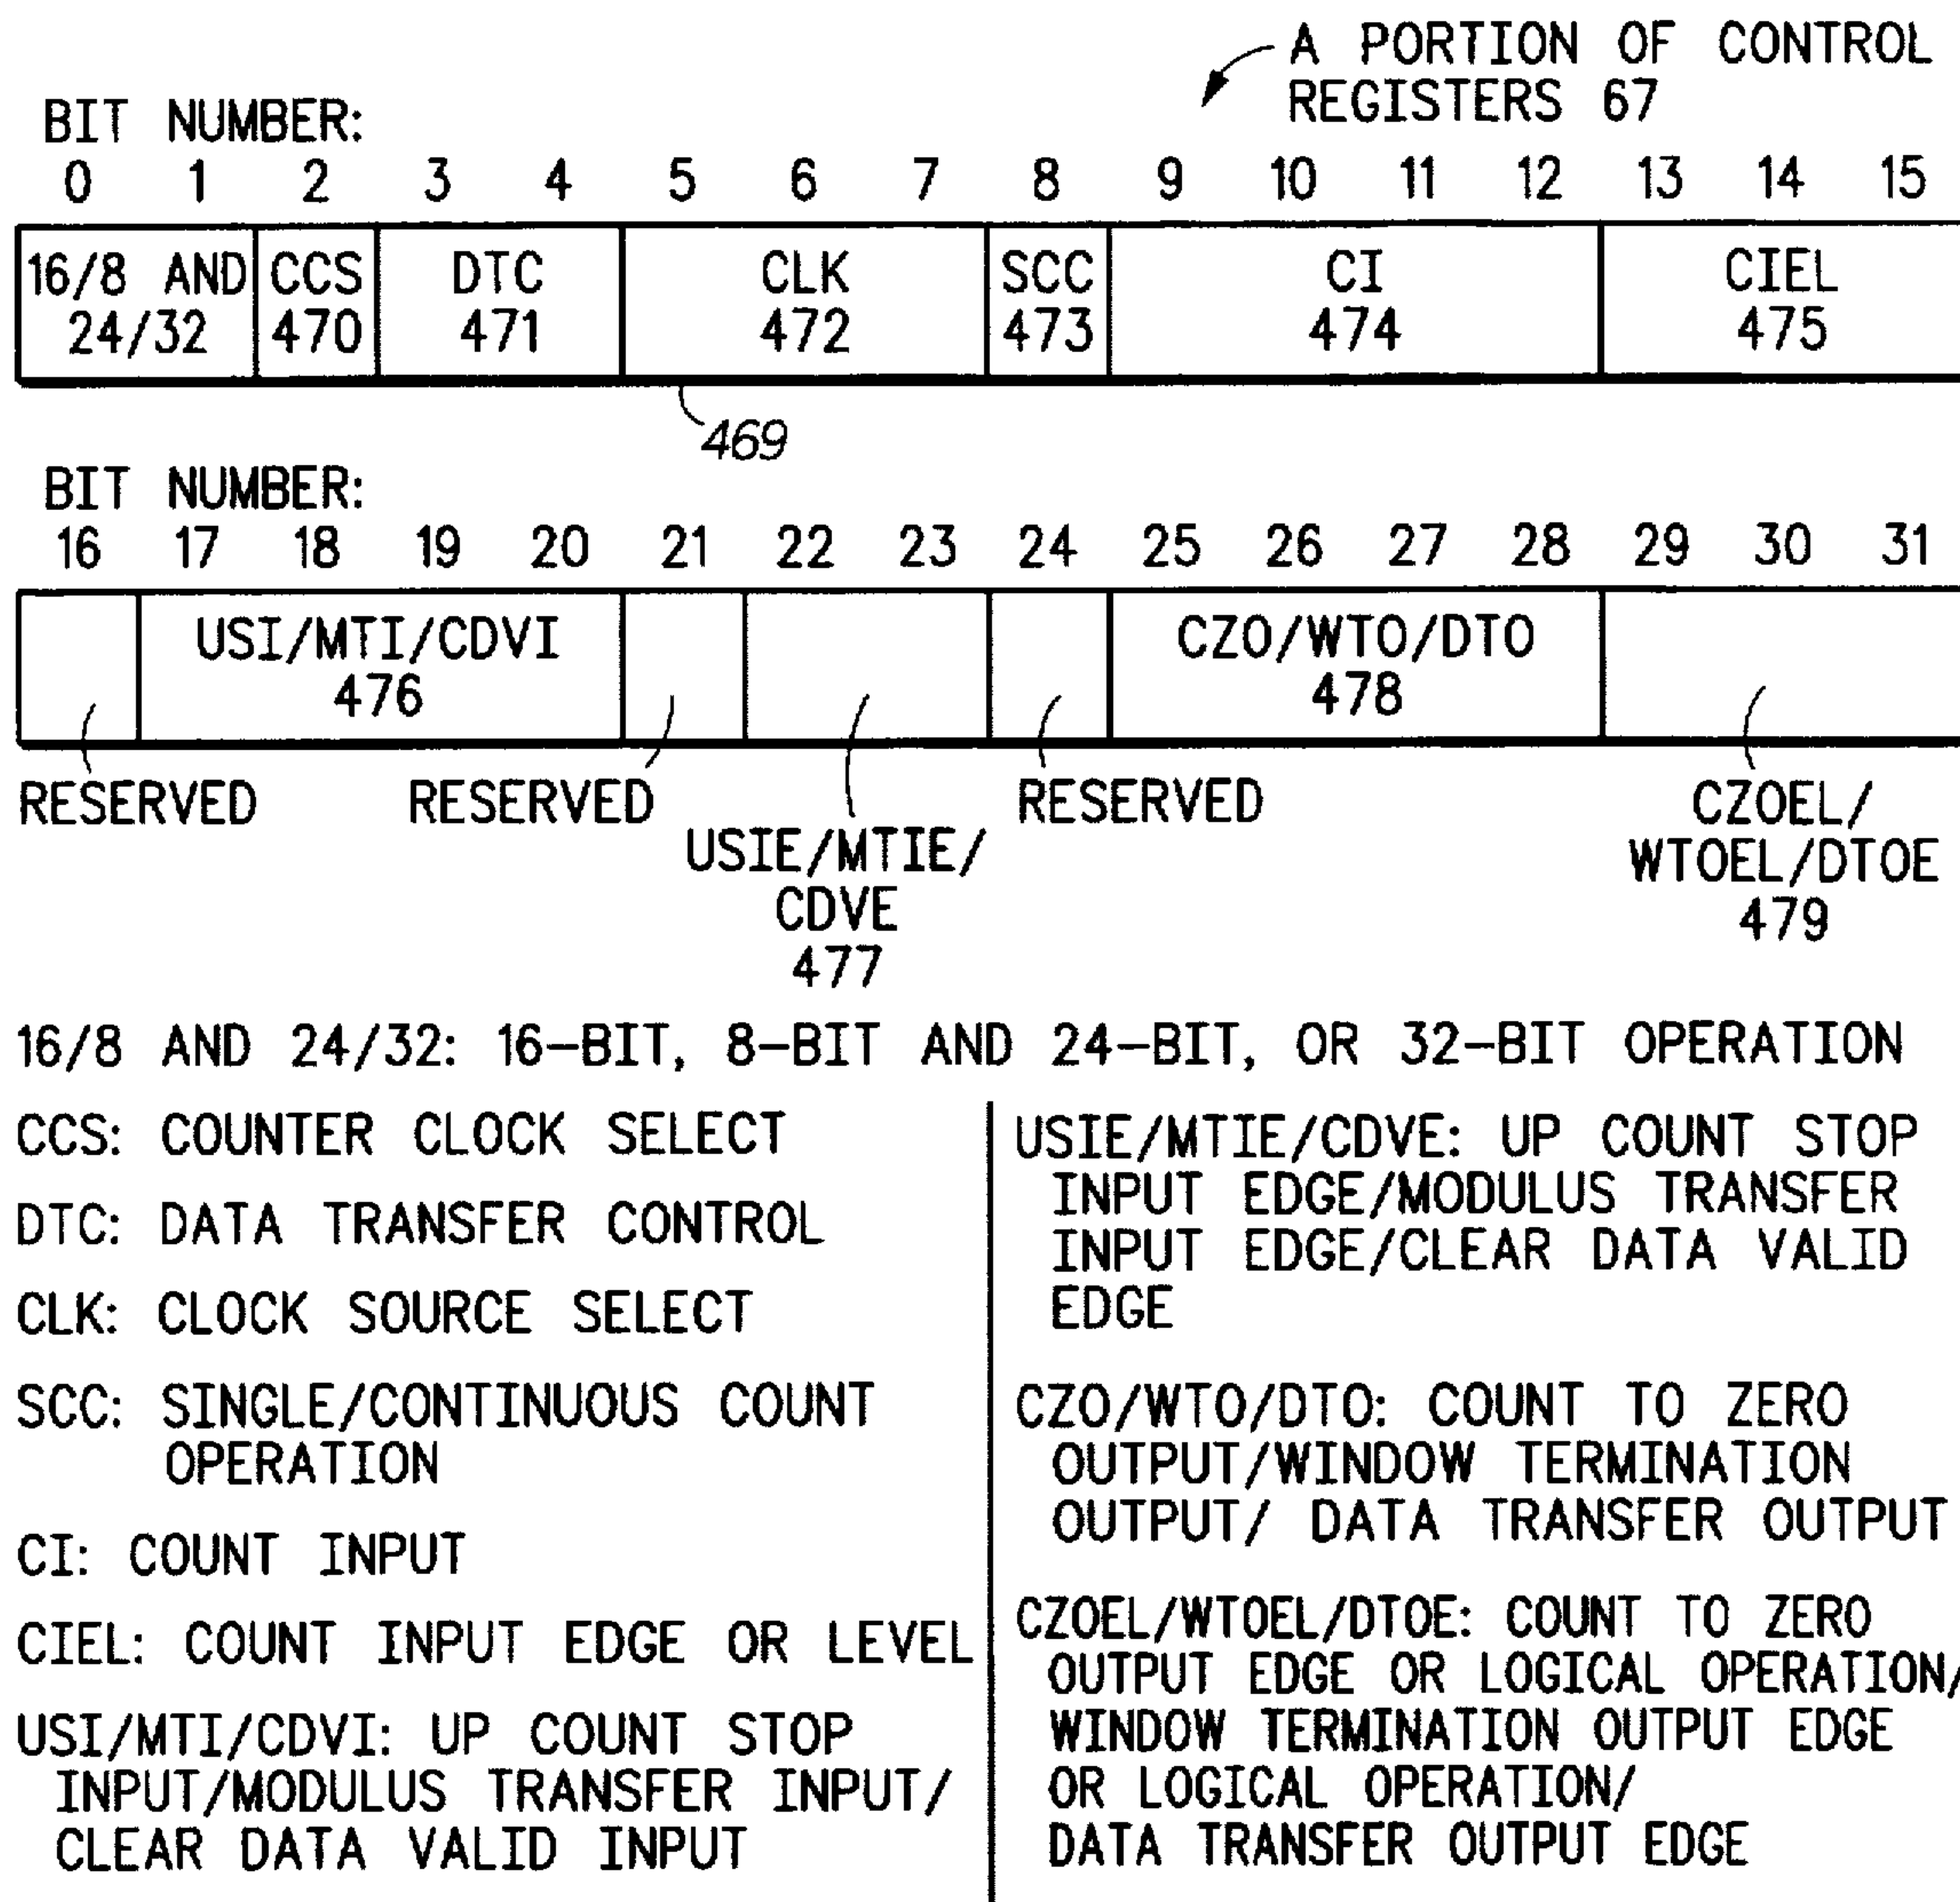 A PORTION OF CONTROL
REGISTERS 67
BIT NUMBER:
0 1 2 3 4 5 6 7 8 9 10 11 12 13 14 15
16/8 AND CCS DTC CLK SCC CI CIEL
24/32 470 471 472 473 474 475
469
BIT NUMBER:
16 17 18 19 20 21 22 23 24 25 26 27 28 29 30 31
USI/MTI/CDVI CZO/WTO/DTO
476 478
RESERVED RESERVED RESERVED CZOEL/
USIE/MTIE/ WTOEL/DTOE
CDVE 479
477
16/8 AND 24/32: 16-BIT, 8-BIT AND 24-BIT, OR 32-BIT OPERATION
CCS: COUNTER CLOCK SELECT
DTC: DATA TRANSFER CONTROL
CLK: CLOCK SOURCE SELECT
SCC: SINGLE/CONTINUOUS COUNT
OPERATION
CI: COUNT INPUT
CIEL: COUNT INPUT EDGE OR LEVEL
USI/MTI/CDVI: UP COUNT STOP
INPUT/MODULUS TRANSFER INPUT/
CLEAR DATA VALID INPUT
USIE/MTIE/CDVE: UP COUNT STOP
INPUT EDGE/MODULUS TRANSFER
INPUT EDGE/CLEAR DATA VALID
EDGE
CZO/WTO/DTO: COUNT TO ZERO
OUTPUT/WINDOW TERMINATION
OUTPUT/ DATA TRANSFER OUTPUT
CZOEL/WTOEL/DTOE: COUNT TO ZERO
OUTPUT EDGE OR LOGICAL OPERATION/
WINDOW TERMINATION OUTPUT EDGE
OR LOGICAL OPERATION/
DATA TRANSFER OUTPUT EDGE